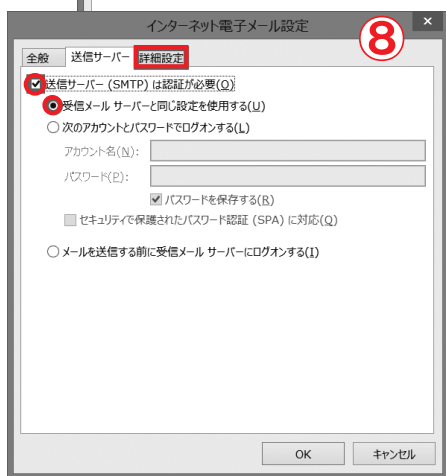 インターネット電子メール設定
⑧
×
全般 送信サーバー 詳細設定
送信サーバー (SMTP) は認証が必要(O)
受信メール サーバーと同じ設定を使用する(U)
次のアカウントとパスワードでログオンする(L)
アカウント名(N):
パスワード(P):
パスワードを保存する(R)
セキュリティで保護されたパスワード認証 (SPA) に対応(Q)
メールを送信する前に受信メール サーバーにログオンする(I)
OK キャンセル